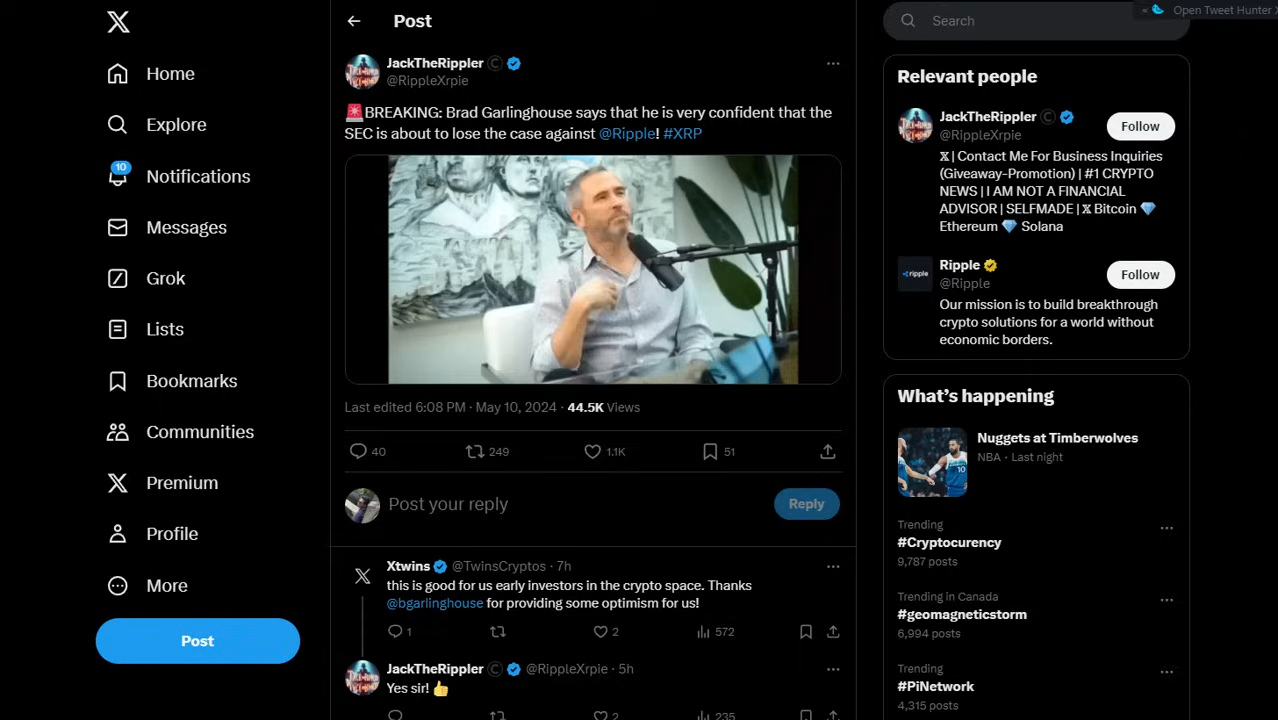 Open Tweet Hunter X
Home
Explore
10
Notifications
Messages
Grok
Lists
Bookmarks
Communities
Premium
Profile
More
Post
Post
JackTheRippler
@RippleXrpie
🚨BREAKING: Brad Garlinghouse says that he is very confident that the
SEC is about to lose the case against @Ripple! #XRP
Last edited 6:08 PM · May 10, 2024 · 44.5K Views
40 249 1.1K 51
Post your reply
Reply
Xtwins @TwinsCryptos · 7h
this is good for us early investors in the crypto space. Thanks
@bgarlinghouse for providing some optimism for us!
1 2 572
JackTheRippler @RippleXrpie · 5h
Yes sir! 👍
2 235
Search
Relevant people
JackTheRippler
@RippleXrpie
Follow
𝕏 | Contact Me For Business Inquiries
(Giveaway-Promotion) | #1 CRYPTO
NEWS | I AM NOT A FINANCIAL
ADVISOR | SELFMADE | 𝕏 Bitcoin 💎
Ethereum 💎 Solana
ripple
Ripple
@Ripple
Follow
Our mission is to build breakthrough
crypto solutions for a world without
economic borders.
What's happening
Nuggets at Timberwolves
NBA · Last night
Trending
#Cryptocurency
9,787 posts
Trending in Canada
#geomagneticstorm
6,994 posts
Trending
#PiNetwork
4,315 posts